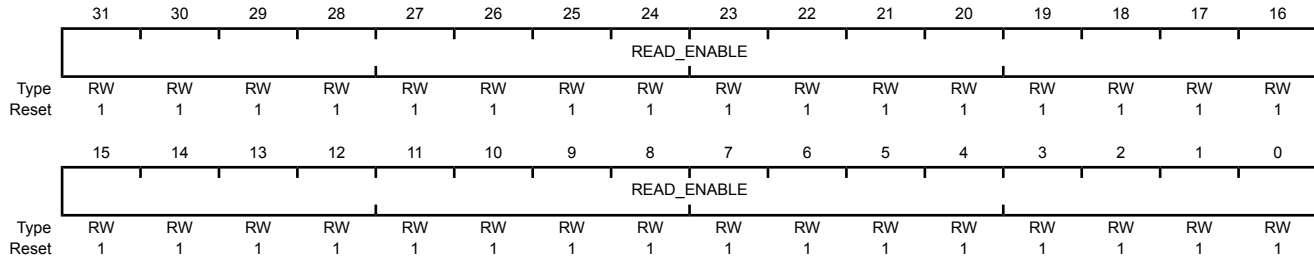 31 30 29 28 27 26 25 24 23 22 21 20 19 18 17 16
READ_ENABLE
Type RW RW RW RW RW RW RW RW RW RW RW RW RW RW RW RW
Reset 1 1 1 1 1 1 1 1 1 1 1 1 1 1 1 1
15 14 13 12 11 10 9 8 7 6 5 4 3 2 1 0
READ_ENABLE
Type RW RW RW RW RW RW RW RW RW RW RW RW RW RW RW RW
Reset 1 1 1 1 1 1 1 1 1 1 1 1 1 1 1 1